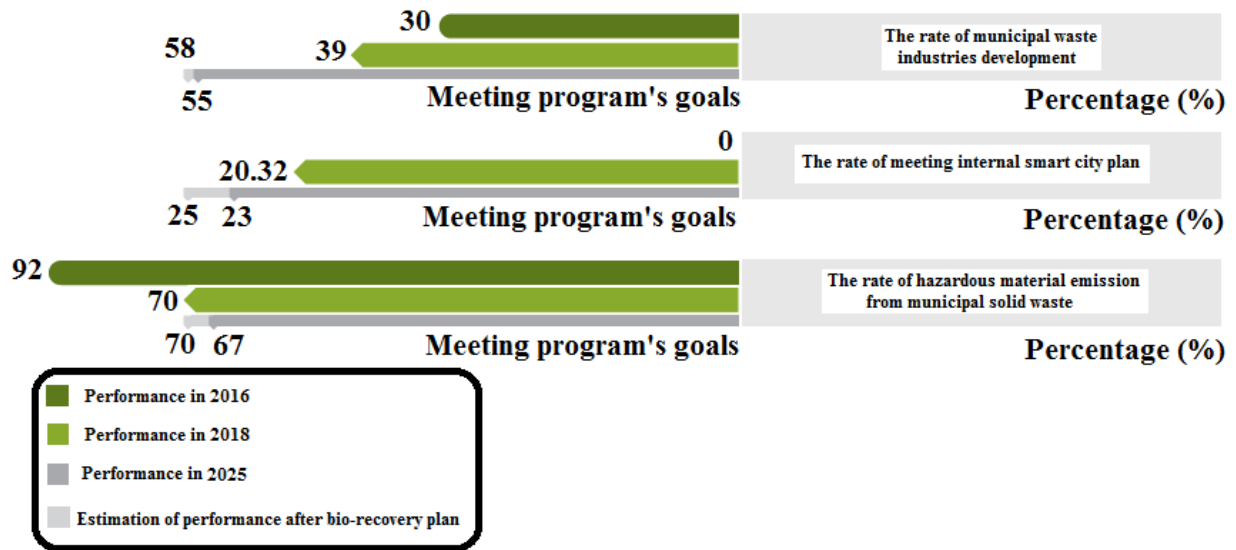 30
The rate of municipal waste
industries development
58
39
55
Meeting program's goals
Percentage (%)
0
The rate of meeting internal smart city plan
20.32
25
23
Meeting program's goals
Percentage (%)
92
The rate of hazardous material emission
from municipal solid waste
70
70
67
Meeting program's goals
Percentage (%)
Performance in 2016
Performance in 2018
Performance in 2025
Estimation of performance after bio-recovery plan